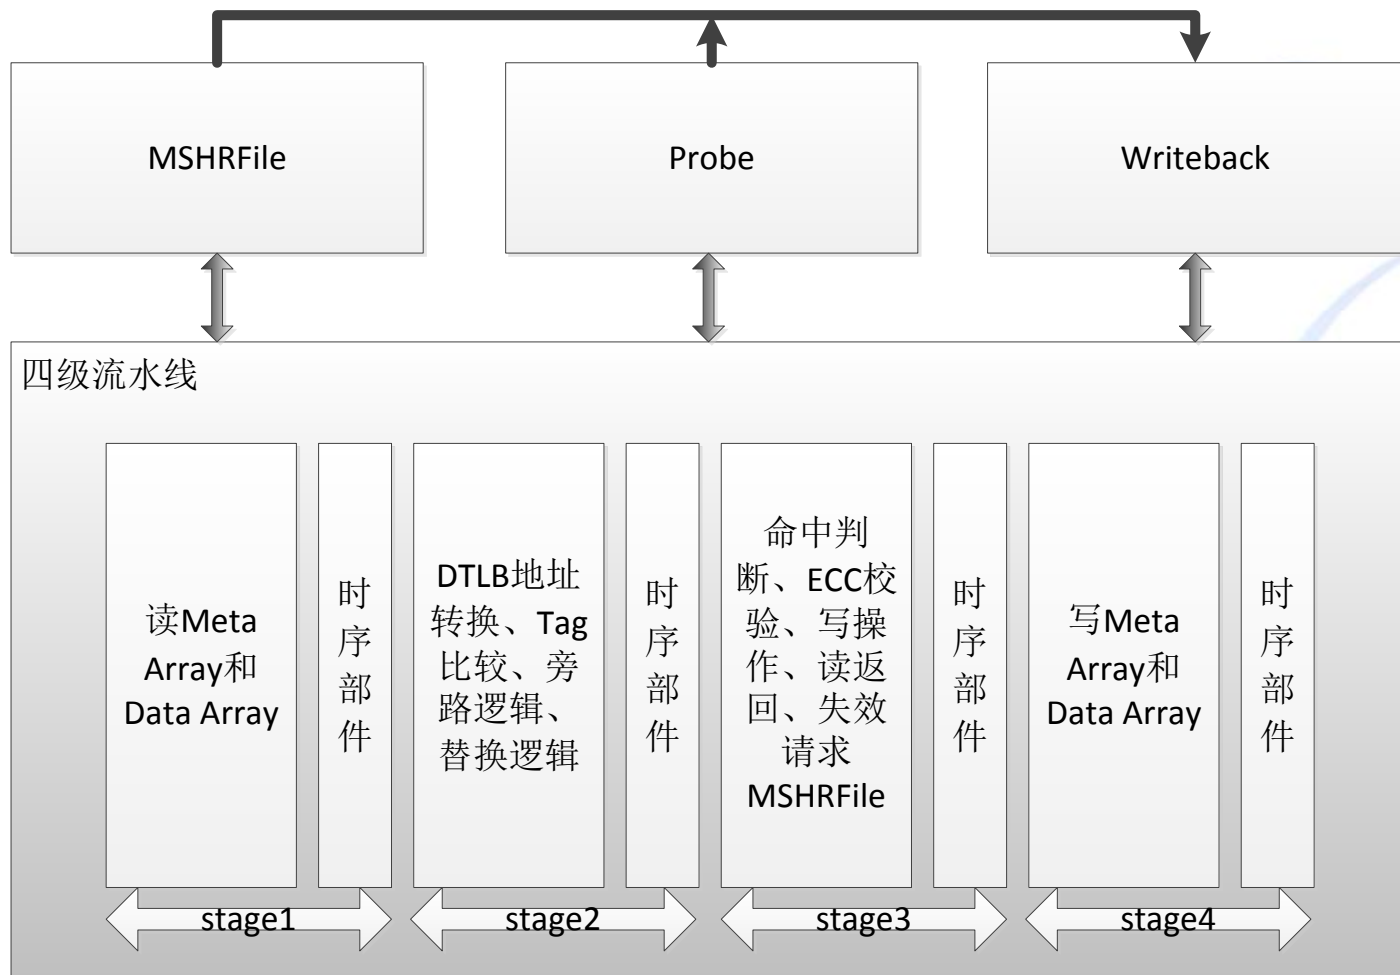 MSHRFile
Probe
Writeback
四级流水线
读Meta
Array和
Data Array
时
序
部
件
DTLB地址
转换、Tag
比较、旁
路逻辑、
替换逻辑
时
序
部
件
命中判
断、ECC校
验、写操
作、读返
回、失效
请求
MSHRFile
时
序
部
件
写Meta
Array和
Data Array
时
序
部
件
stage1
stage2
stage3
stage4